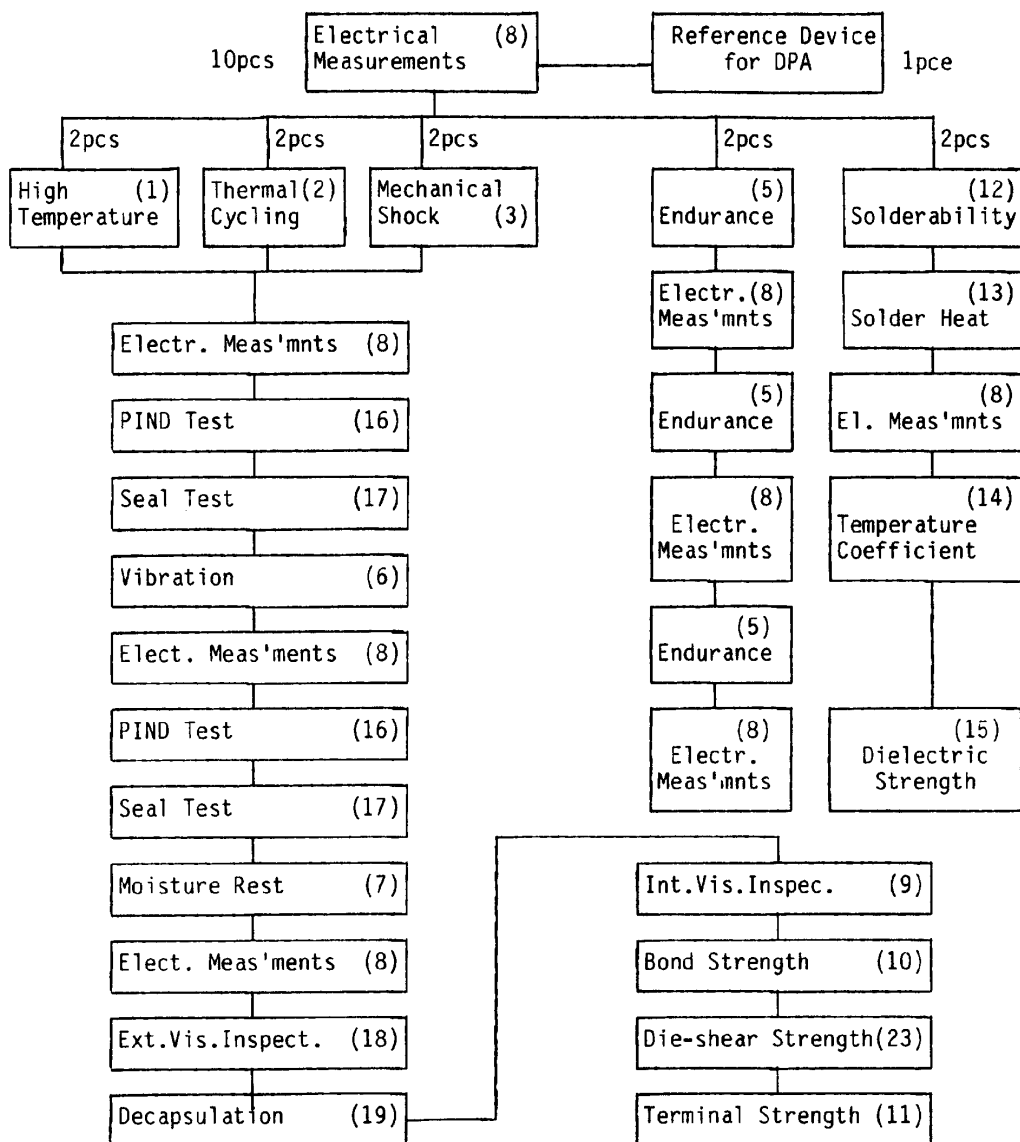 10pcs
Electrical (8)
Measurements
Reference Device
for DPA
1pce
2pcs
2pcs
2pcs
2pcs
2pcs
High (1)
Temperature
Thermal(2)
Cycling
Mechanical
Shock (3)
(5)
Endurance
(12)
Solderability
Electr.(8)
Meas'mnts
(13)
Solder Heat
Electr. Meas'mnts (8)
(5)
Endurance
(8)
El. Meas'mnts
PIND Test (16)
Seal Test (17)
(8)
Electr.
Meas'mnts
(14)
Temperature
Coefficient
Vibration (6)
Elect. Meas'ments (8)
(5)
Endurance
PIND Test (16)
(8)
Electr.
Meas'mnts
(15)
Dielectric
Strength
Seal Test (17)
Moisture Rest (7)
Elect. Meas'ments (8)
Ext.Vis.Inspect. (18)
Decapsulation (19)
Int.Vis.Inspec. (9)
Bond Strength (10)
Die-shear Strength(23)
Terminal Strength (11)